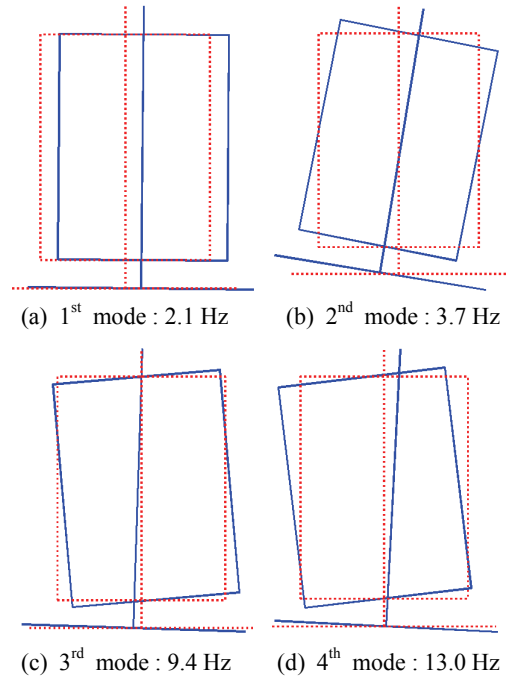 (a) 1st mode : 2.1 Hz
(b) 2nd mode : 3.7 Hz
(c) 3rd mode : 9.4 Hz
(d) 4th mode : 13.0 Hz